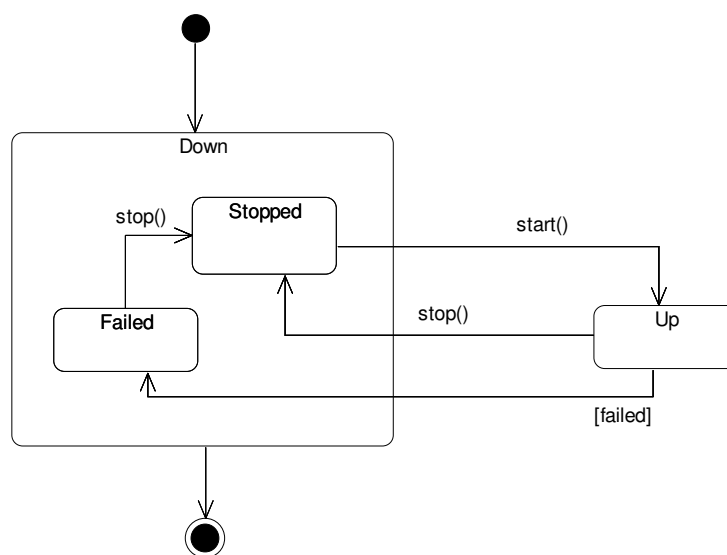 Down
Stopped
stop()
start()
Failed
stop()
Up
[failed]